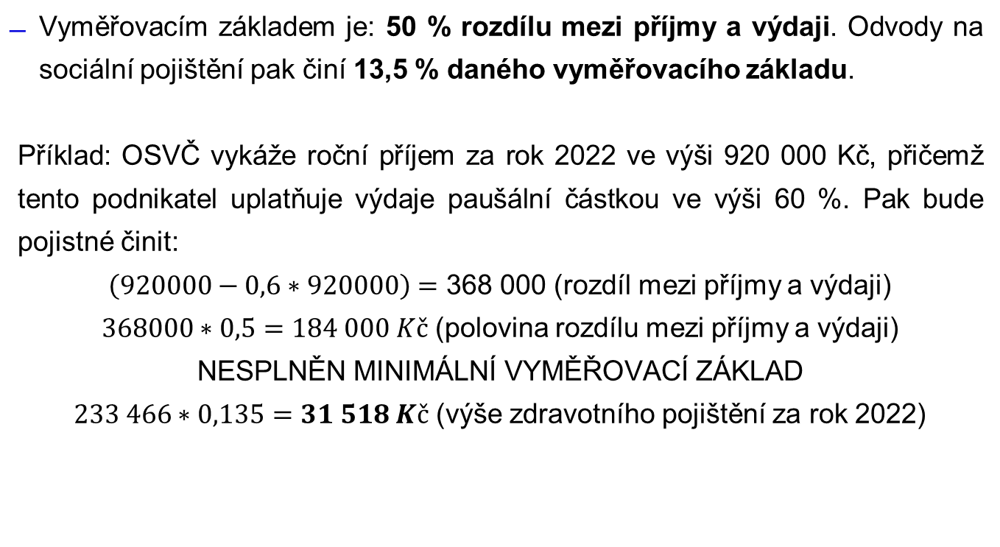 – Vyměřovacím základem je: 50 % rozdílu mezi příjmy a výdaji. Odvody na
sociální pojištění pak činí 13,5 % daného vyměřovacího základu.
Příklad: OSVČ vykáže roční příjem za rok 2022 ve výši 920 000 Kč, přičemž
tento podnikatel uplatňuje výdaje paušální částkou ve výši 60 %. Pak bude
pojistné činit:
(920000 − 0,6 ∗ 920000) = 368 000 (rozdíl mezi příjmy a výdaji)
368000 ∗ 0,5 = 184 000 Kč (polovina rozdílu mezi příjmy a výdaji)
NESPLNĚN MINIMÁLNÍ VYMĚŘOVACÍ ZÁKLAD
233 466 ∗ 0,135 = 31 518 Kč (výše zdravotního pojištění za rok 2022)